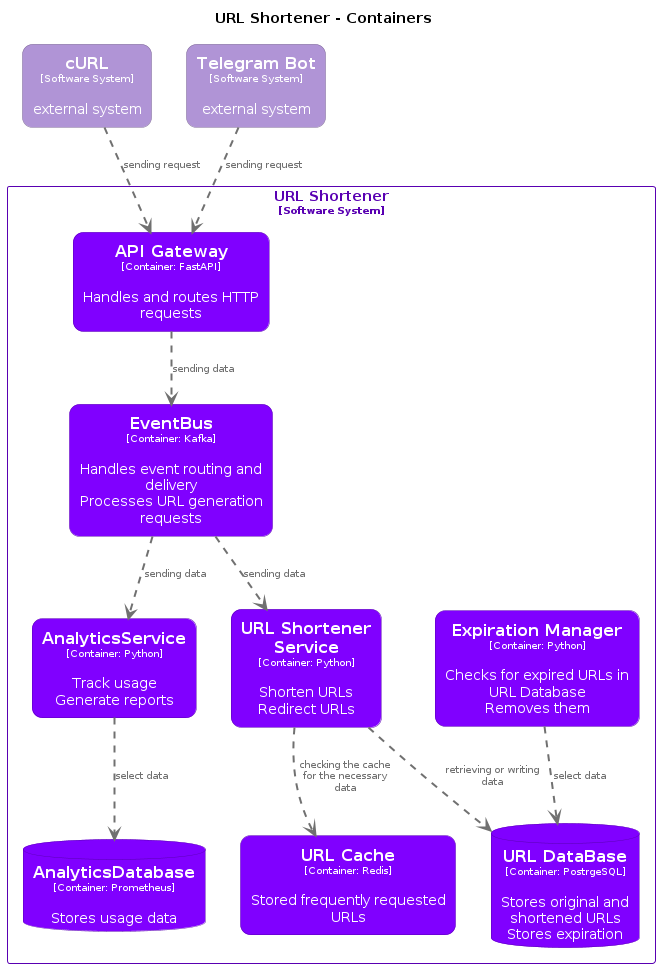 URL Shortener - Containers
cURL
[Software System]
external system
Telegram Bot
[Software System]
external system
sending request
sending request
URL Shortener
[Software System]
API Gateway
[Container: FastAPI]
Handles and routes HTTP
requests
sending data
EventBus
[Container: Kafka]
Handles event routing and
delivery
Processes URL generation
requests
sending data
sending data
AnalyticsService
[Container: Python]
Track usage
Generate reports
URL Shortener
Service
[Container: Python]
Shorten URLs
Redirect URLs
Expiration Manager
[Container: Python]
Checks for expired URLs in
URL Database
Removes them
select data
checking the cache
for the necessary
data
retrieving or writing
data
select data
AnalyticsDatabase
[Container: Prometheus]
Stores usage data
URL Cache
[Container: Redis]
Stored frequently requested
URLs
URL DataBase
[Container: PostrgeSQL]
Stores original and
shortened URLs
Stores expiration